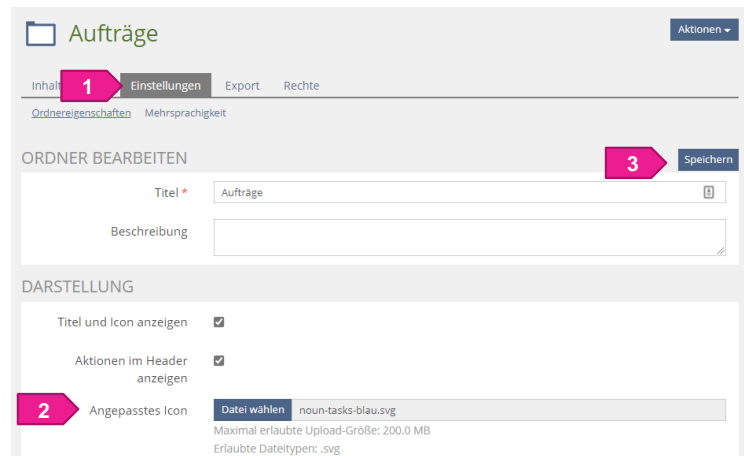 Aufträge
Aktionen
Inhalt 1 Einstellungen Export Rechte
Ordnereigenschaften Mehrsprachigkeit
ORDNER BEARBEITEN
3 Speichern
Titel * Aufträge
Beschreibung
DARSTELLUNG
Titel und Icon anzeigen
Aktionen im Header
anzeigen
2 Angepasstes Icon Datei wählen noun-tasks-blau.svg
Maximal erlaubte Upload-Größe: 200.0 MB
Erlaubte Dateitypen: .svg